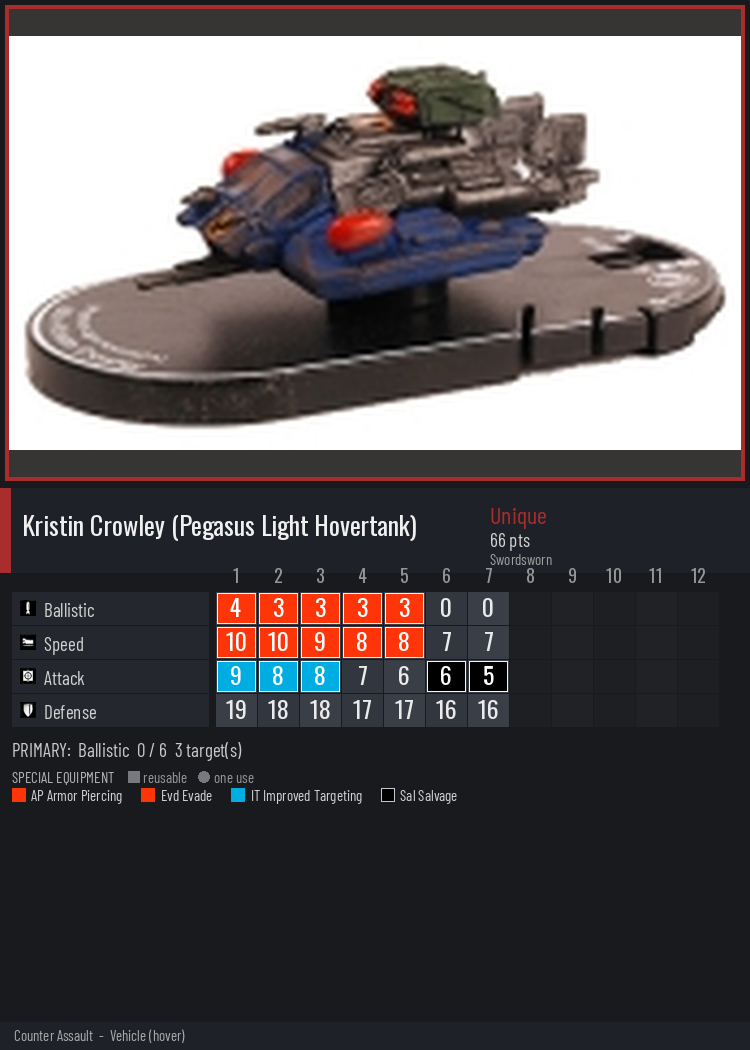 Kristin Crowley (Pegasus Light Hovertank)
Unique
66 pts
Swordsworn
1 2 3 4 5 6 7 8 9 10 11 12
Ballistic 4 3 3 3 3 0 0
Speed 10 10 9 8 8 7 7
Attack 9 8 8 7 6 6 5
Defense 19 18 18 17 17 16 16
PRIMARY: Ballistic 0 / 6 3 target(s)
SPECIAL EQUIPMENT reusable one use
AP Armor Piercing Evd Evade IT Improved Targeting Sal Salvage
Counter Assault - Vehicle (hover)